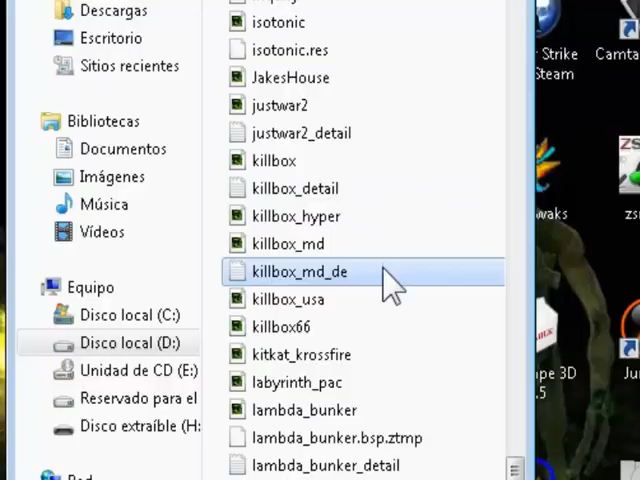 Descargas
Escritorio
Sitios recientes
Bibliotecas
Documentos
Imágenes
Música
Vídeos
Equipo
Disco local (C:)
Disco local (D:)
Unidad de CD (E:)
Reservado para el
Disco extraíble (H:
isotonic
isotonic.res
JakesHouse
justwar2
justwar2_detail
killbox
killbox_detail
killbox_hyper
killbox_md
killbox_md_de
killbox_usa
killbox66
kitkat_krossfire
labyrinth_pac
lambda_bunker
lambda_bunker.bsp.ztmp
lambda_bunker_detail
Strike
Steam
Camta
waks
zs
ape 3D
.5
Ju